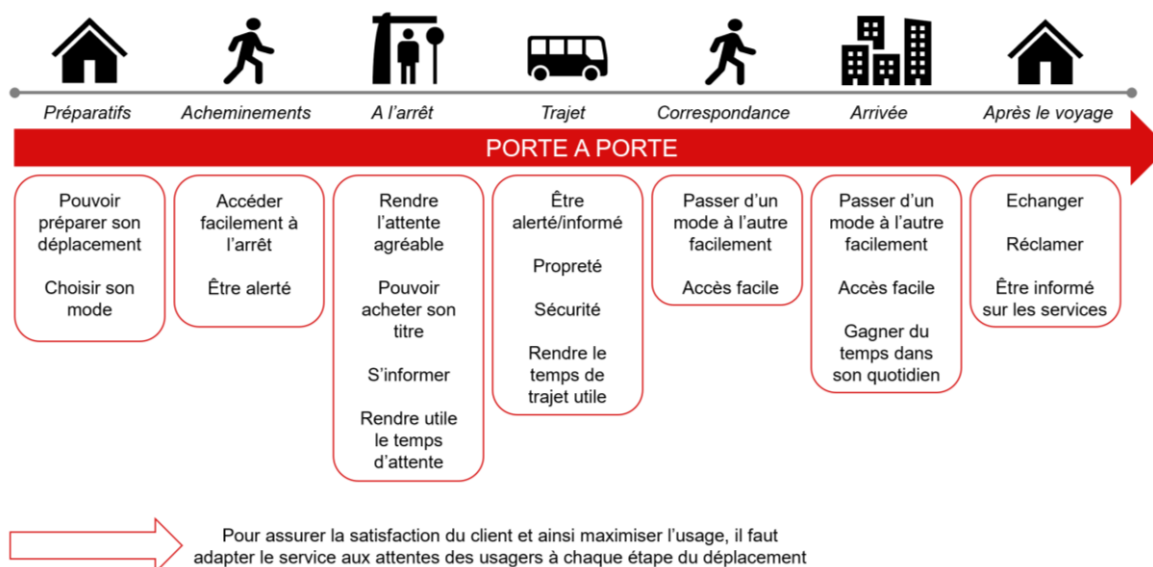 Préparatifs
Acheminements
A l'arrêt
Trajet
Correspondance
Arrivée
Après le voyage
PORTE A PORTE
Pouvoir
préparer son
déplacement
Choisir son
mode
Accéder
facilement à
l'arrêt
Être alerté
Rendre
l'attente
agréable
Pouvoir
acheter son
titre
S'informer
Rendre utile
le temps
d'attente
Être
alerté/informé
Propreté
Sécurité
Rendre le
temps de
trajet utile
Passer d'un
mode à l'autre
facilement
Accès facile
Passer d'un
mode à l'autre
facilement
Accès facile
Gagner du
temps dans
son quotidien
Echanger
Réclamer
Être informé
sur les services
Pour assurer la satisfaction du client et ainsi maximiser l'usage, il faut
adapter le service aux attentes des usagers à chaque étape du déplacement